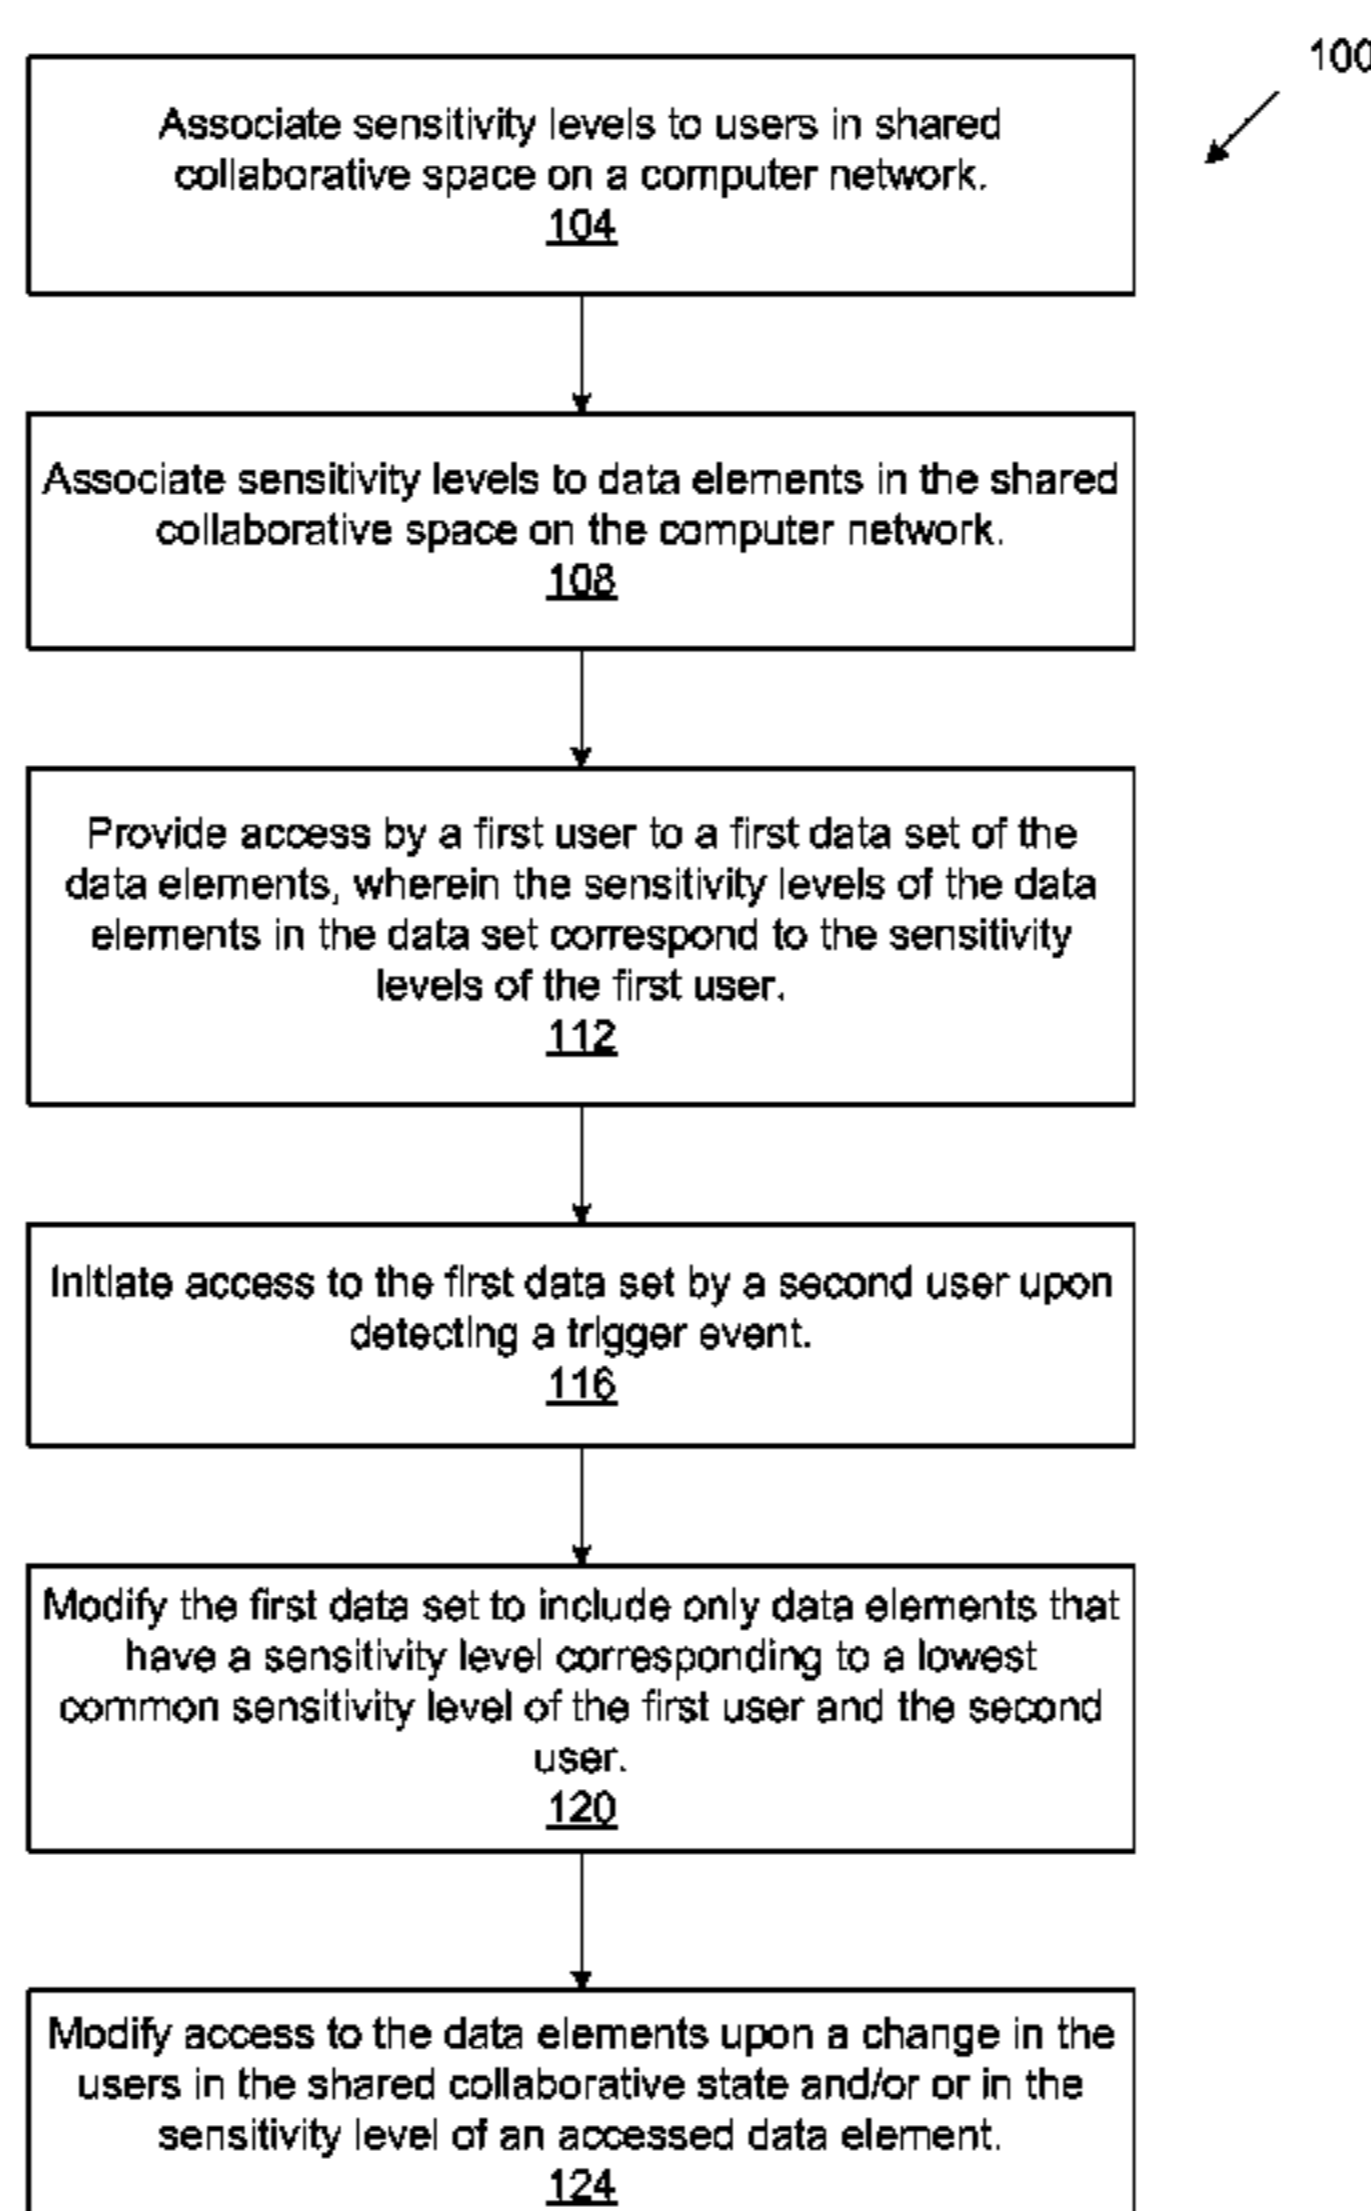 100
Associate sensitivity levels to users in shared
collaborative space on a computer network.
104
Associate sensitivity levels to data elements in the shared
collaborative space on the computer network.
108
Provide access by a first user to a first data set of the
data elements, wherein the sensitivity levels of the data
elements in the data set correspond to the sensitivity
levels of the first user.
112
Initiate access to the first data set by a second user upon
detecting a trigger event.
116
Modify the first data set to include only data elements that
have a sensitivity level corresponding to a lowest
common sensitivity level of the first user and the second
user.
120
Modify access to the data elements upon a change in the
users in the shared collaborative state and/or or in the
sensitivity level of an accessed data element.
124